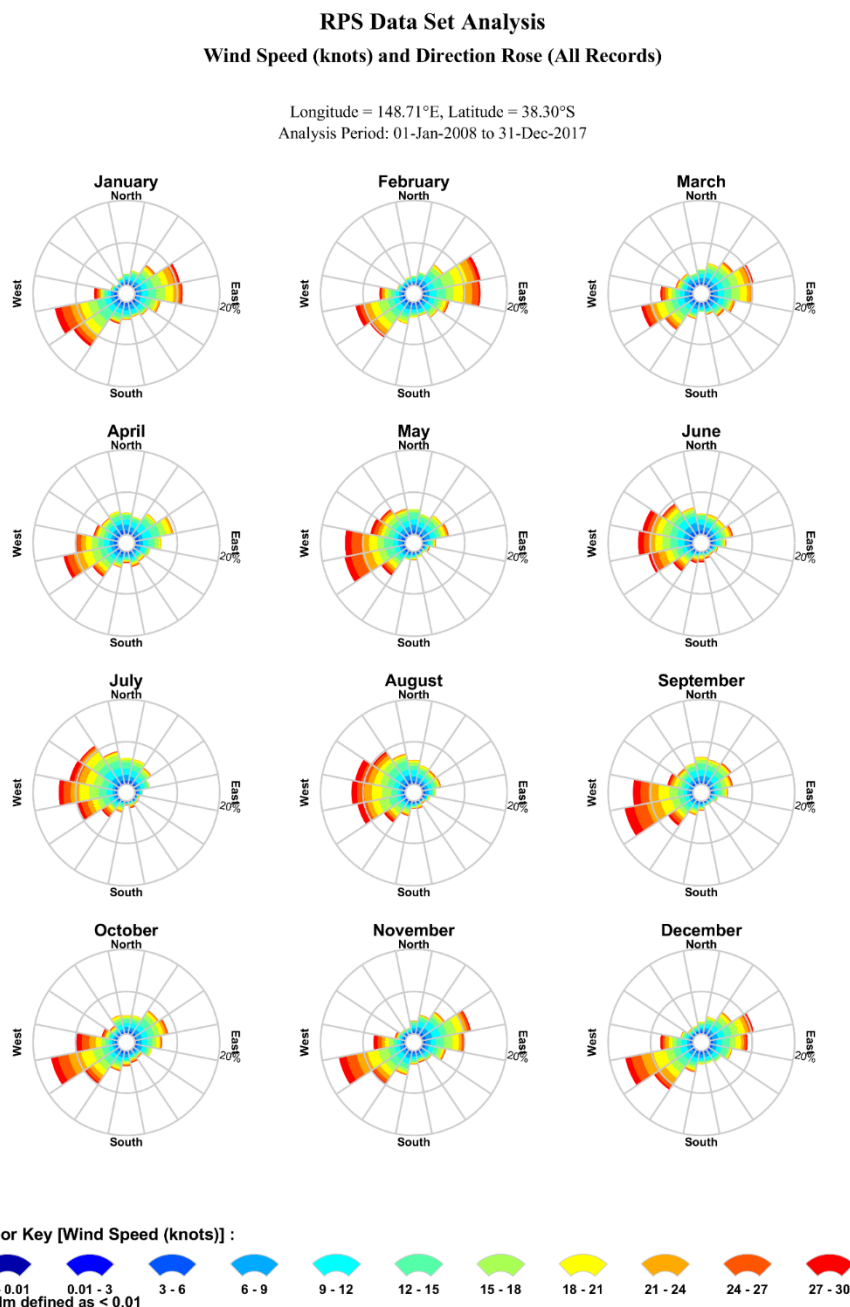 RPS Data Set Analysis
Wind Speed (knots) and Direction Rose (All Records)
Longitude = 148.71°E, Latitude = 38.30°S
Analysis Period: 01-Jan-2008 to 31-Dec-2017
January February March
North North North
West East 20% West East 20% West East 20%
South South South
April May June
North North North
West East 20% West East 20% West East 20%
South South South
July August September
North North North
West East 20% West East 20% West East 20%
South South South
October November December
North North North
West East 20% West East 20% West East 20%
South South South
or Key [Wind Speed (knots)] :
0.01 0.01 - 3 3 - 6 6 - 9 9 - 12 12 - 15 15 - 18 18 - 21 21 - 24 24 - 27 27 - 30
lm defined as < 0.01